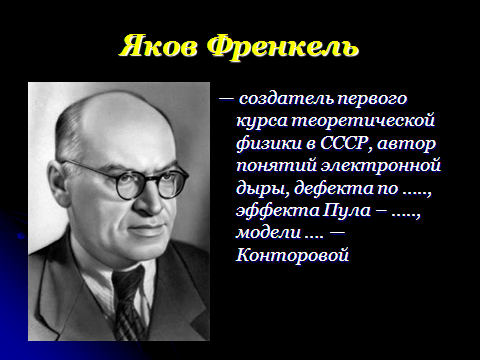 Яков Френкель
— создатель первого
курса теоретической
физики в СССР, автор
понятий электронной
дыры, дефекта по .....,
эффекта Пула – .....,
модели .... —
Конторовой